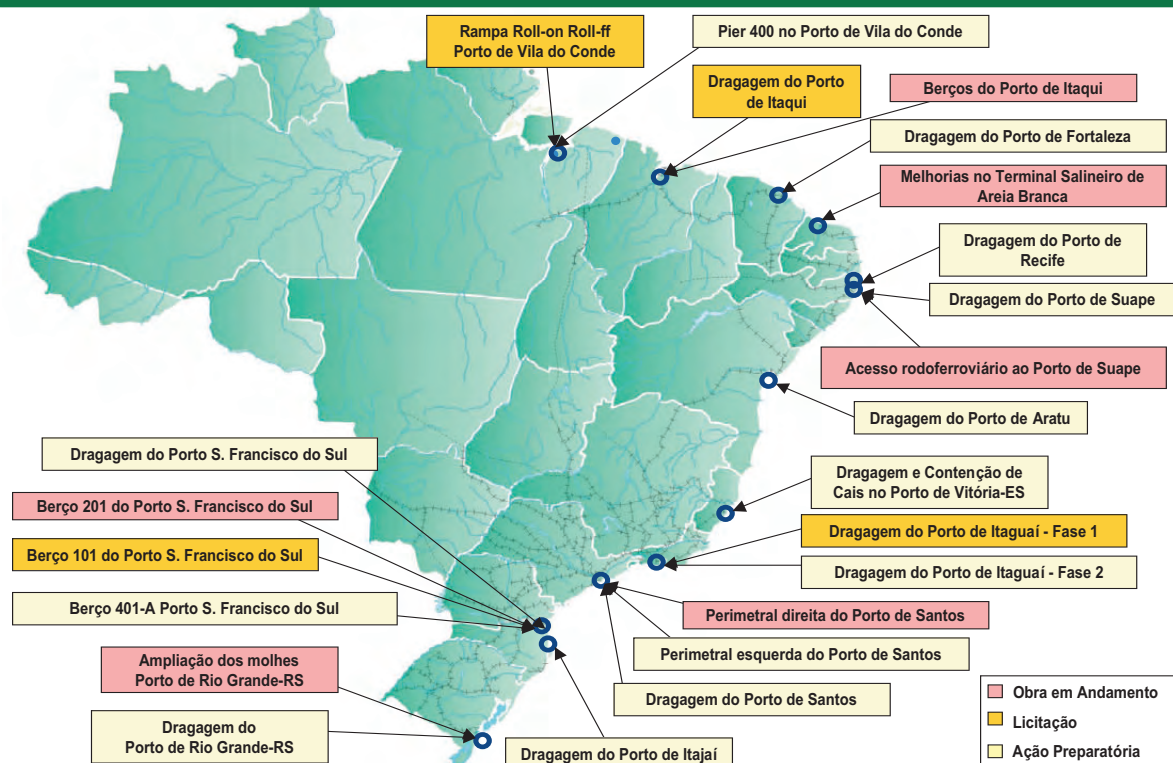 Rampa Roll-on Roll-ff
Porto de Vila do Conde
Pier 400 no Porto de Vila do Conde
Dragagem do Porto
de Itaqui
Berços do Porto de Itaqui
Dragagem do Porto de Fortaleza
Melhorias no Terminal Salineiro de
Areia Branca
Dragagem do Porto de
Recife
Dragagem do Porto de Suape
Acesso rodoferroviário ao Porto de Suape
Dragagem do Porto de Aratu
Dragagem e Contenção de
Cais no Porto de Vitória-ES
Dragagem do Porto de Itaguaí - Fase 1
Dragagem do Porto de Itaguaí - Fase 2
Perimetral direita do Porto de Santos
Perimetral esquerda do Porto de Santos
Dragagem do Porto de Santos
Dragagem do Porto S. Francisco do Sul
Berço 201 do Porto S. Francisco do Sul
Berço 101 do Porto S. Francisco do Sul
Berço 401-A Porto S. Francisco do Sul
Ampliação dos molhes
Porto de Rio Grande-RS
Dragagem do
Porto de Rio Grande-RS
Dragagem do Porto de Itajaí
Obra em Andamento
Licitação
Ação Preparatória